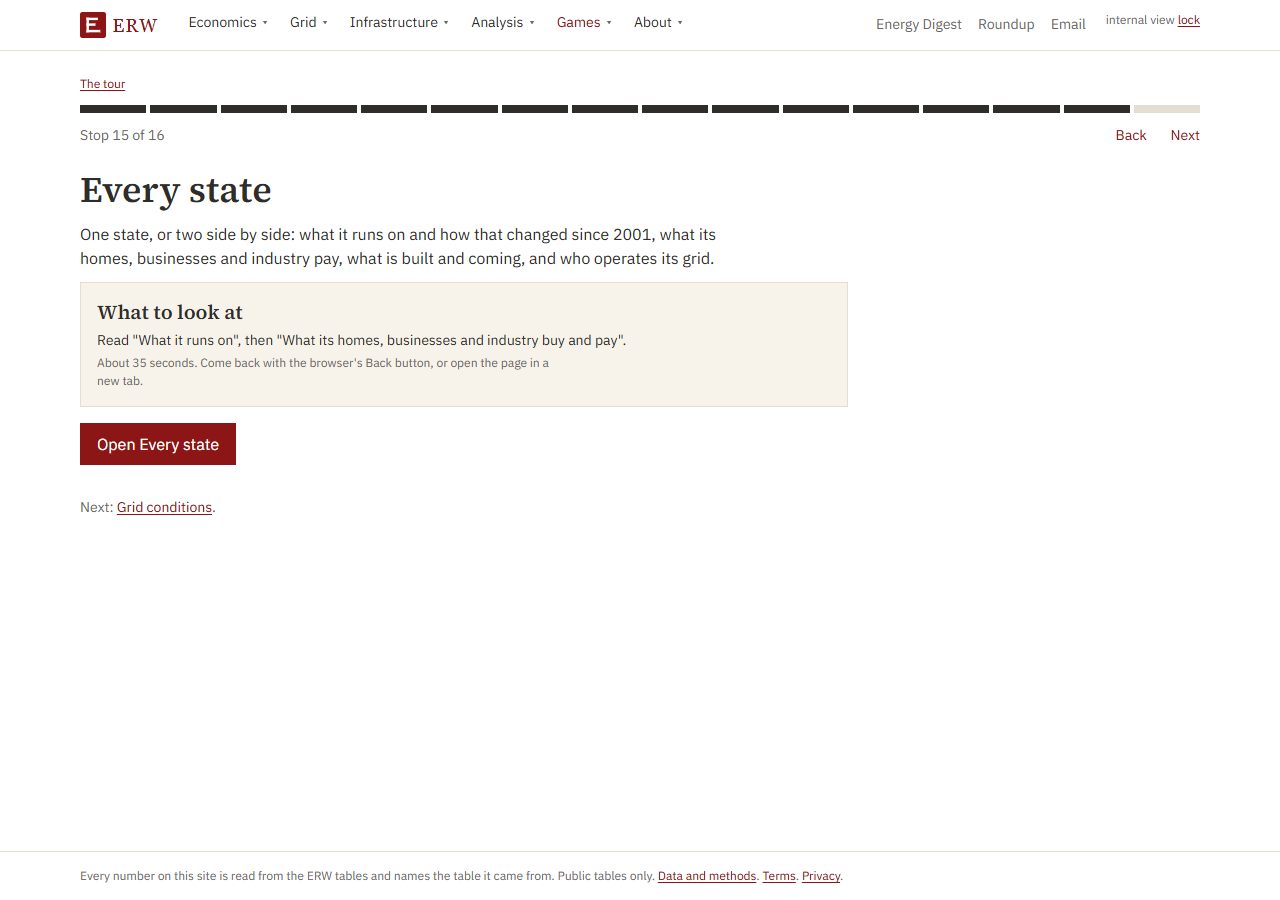 E ERW Economics Grid Infrastructure Analysis Games About Energy Digest Roundup Email internal view lock
The tour
Stop 15 of 16 Back Next
Every state
One state, or two side by side: what it runs on and how that changed since 2001, what its
homes, businesses and industry pay, what is built and coming, and who operates its grid.
What to look at
Read "What it runs on", then "What its homes, businesses and industry buy and pay".
About 35 seconds. Come back with the browser's Back button, or open the page in a
new tab.
Open Every state
Next: Grid conditions.
Every number on this site is read from the ERW tables and names the table it came from. Public tables only. Data and methods. Terms. Privacy.